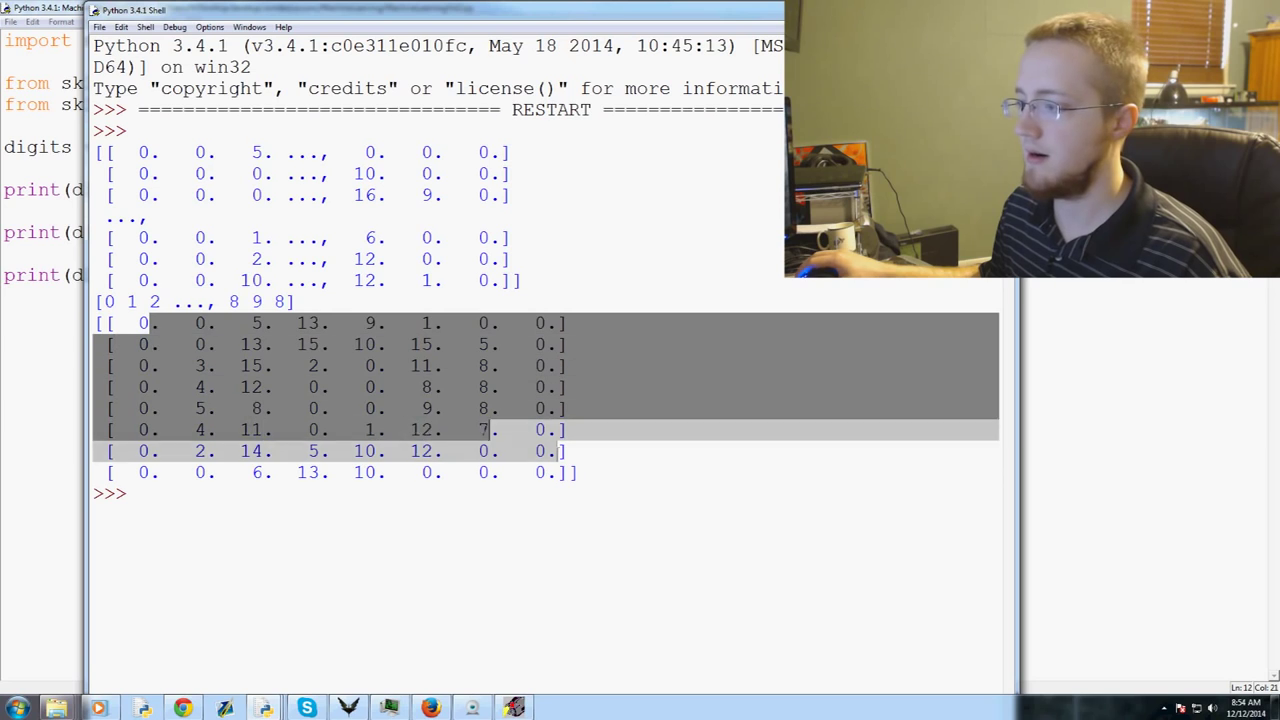 Python 3.4.1: Machi
File Edit Format
import
from sk
from sk
digits
print(d
print(d
print(d
Python 3.4.1 Shell
File Edit Shell Debug Options Windows Help
Python 3.4.1 (v3.4.1:c0e311e010fc, May 18 2014, 10:45:13) [MS
D64)] on win32
Type "copyright", "credits" or "license()" for more informati
>>> ================================ RESTART ================
>>>
[[ 0. 0. 5. ..., 0. 0. 0.]
[ 0. 0. 0. ..., 10. 0. 0.]
[ 0. 0. 0. ..., 16. 9. 0.]
...,
[ 0. 0. 1. ..., 6. 0. 0.]
[ 0. 0. 2. ..., 12. 0. 0.]
[ 0. 0. 10. ..., 12. 1. 0.]]
[0 1 2 ..., 8 9 8]
[[ 0. 0. 5. 13. 9. 1. 0. 0.]
[ 0. 0. 13. 15. 10. 15. 5. 0.]
[ 0. 3. 15. 2. 0. 11. 8. 0.]
[ 0. 4. 12. 0. 0. 8. 8. 0.]
[ 0. 5. 8. 0. 0. 9. 8. 0.]
[ 0. 4. 11. 0. 1. 12. 7. 0.]
[ 0. 2. 14. 5. 10. 12. 0. 0.]
[ 0. 0. 6. 13. 10. 0. 0. 0.]]
>>>
Ln: 12 Col: 21
8:54 AM
12/12/2014